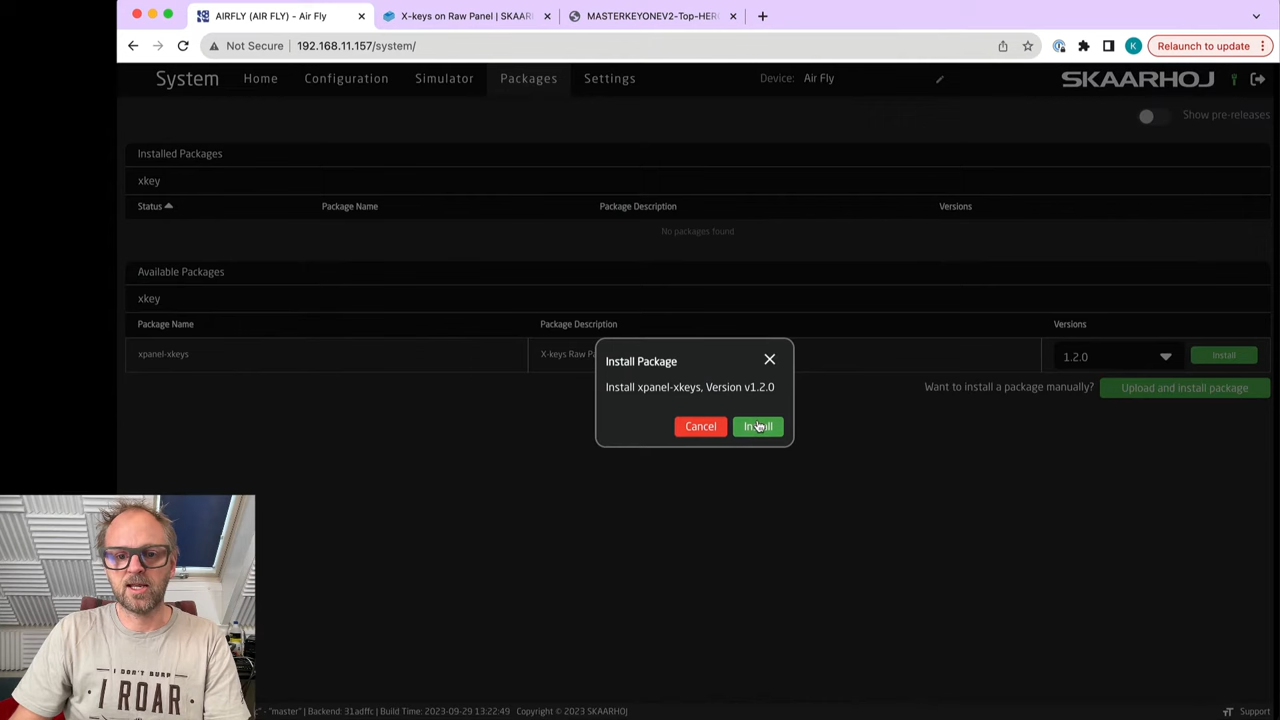 AIRFLY (AIR FLY) - Air Fly
X-keys on Raw Panel | SKAARH
MASTERKEYONEV2-Top-HER
Not Secure
192.168.11.157/system/
K
Relaunch to update
System
Home
Configuration
Simulator
Packages
Settings
Device:
Air Fly
SKAARHOJ
Show pre-releases
Installed Packages
xkey
Status
Package Name
Package Description
Versions
No packages found
Available Packages
xkey
Package Name
Package Description
Versions
xpanel-xkeys
X-keys Raw Pa
1.2.0
Install
Want to install a package manually?
Upload and install package
Install Package
Install xpanel-xkeys, Version v1.2.0
Cancel
Install
I DON'T BURP
I ROAR
c" - "master" | Backend: 31adffc | Build Time: 2023-09-29 13:22:49 Copyright © 2023 SKAARHOJ
Support